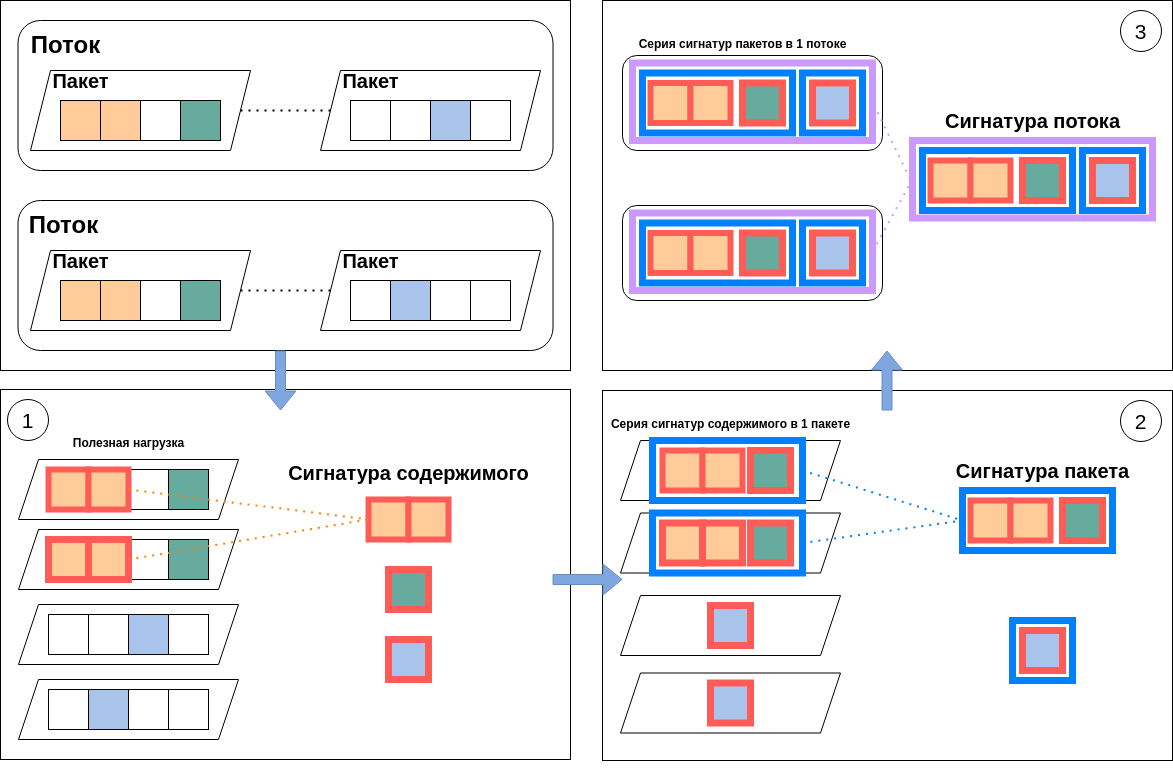 Поток
Пакет
Пакет
Поток
Пакет
Пакет
1
Полезная нагрузка
Сигнатура содержимого
2
Серия сигнатур содержимого в 1 пакете
Сигнатура пакета
3
Серия сигнатур пакетов в 1 потоке
Сигнатура потока